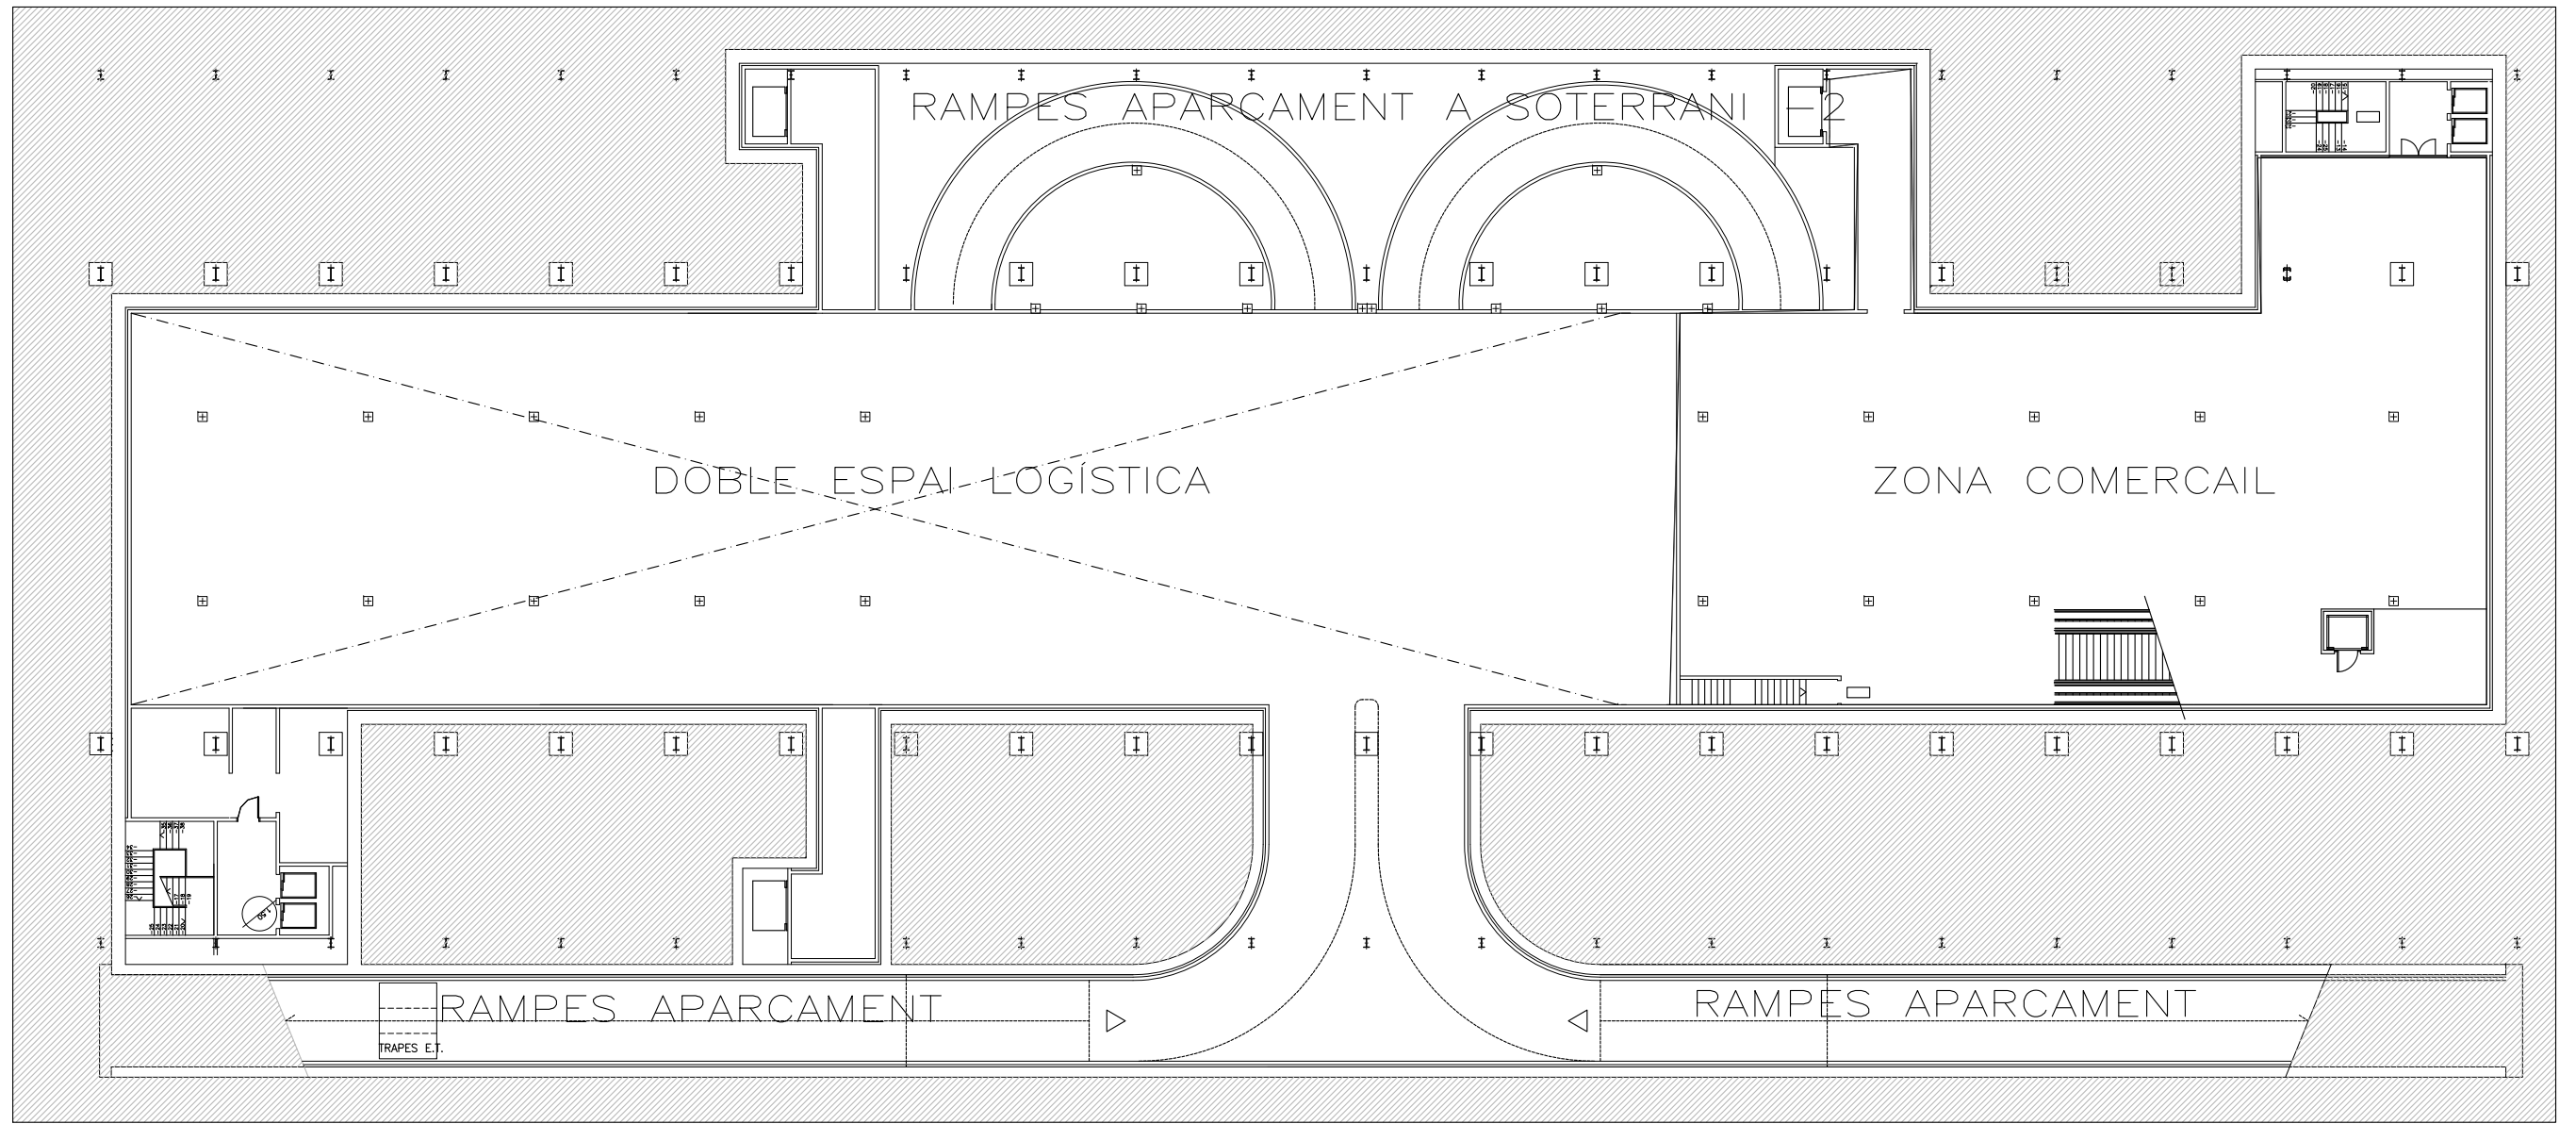 RAMPES APARCAMENT A SOTERRANI -2
DOBLE ESPAI LOGÍSTICA
ZONA COMERCAIL
RAMPES APARCAMENT
RAMPES APARCAMENT
TRAPES E.T.